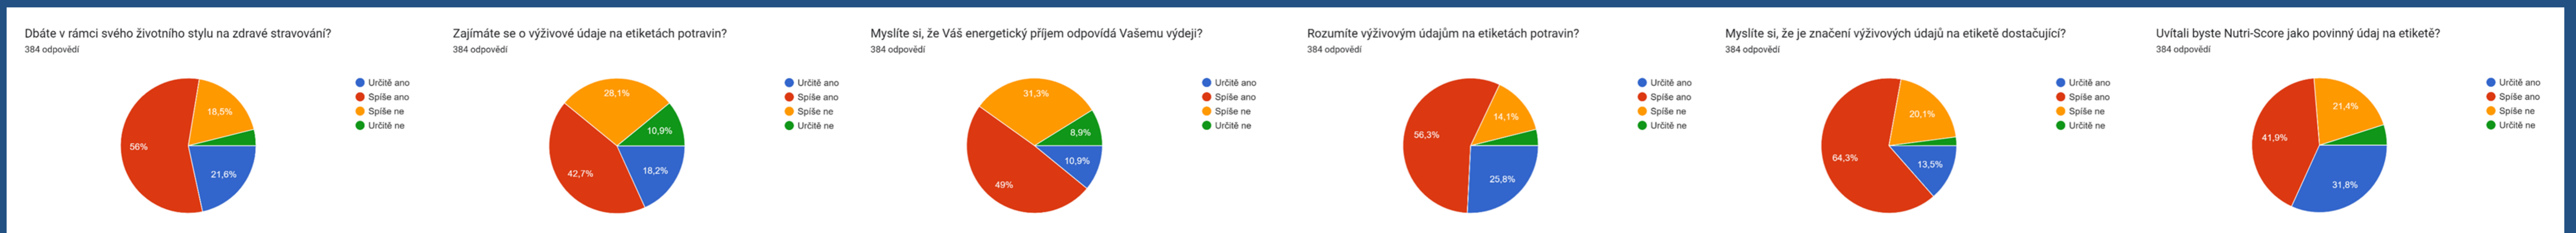 Dbáte v rámci svého životního stylu na zdravé stravování?
384 odpovědí
Určitě ano
Spíše ano
Spíše ne
Určitě ne
18,5%
56%
21,6%
Zajímáte se o výživové údaje na etiketách potravin?
384 odpovědí
Určitě ano
Spíše ano
Spíše ne
Určitě ne
28,1%
10,9%
42,7%
18,2%
Myslíte si, že Váš energetický příjem odpovídá Vašemu výdeji?
384 odpovědí
Určitě ano
Spíše ano
Spíše ne
Určitě ne
31,3%
8,9%
10,9%
49%
Rozumíte výživovým údajům na etiketách potravin?
384 odpovědí
Určitě ano
Spíše ano
Spíše ne
Určitě ne
14,1%
56,3%
25,8%
Myslíte si, že je značení výživových údajů na etiketě dostačující?
384 odpovědí
Určitě ano
Spíše ano
Spíše ne
Určitě ne
20,1%
64,3%
13,5%
Uvítali byste Nutri-Score jako povinný údaj na etiketě?
384 odpovědí
Určitě ano
Spíše ano
Spíše ne
Určitě ne
21,4%
41,9%
31,8%